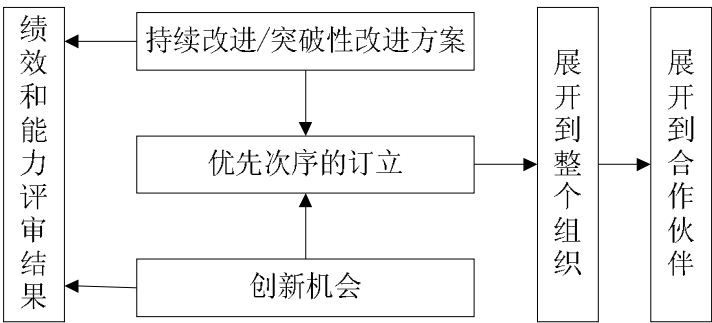 绩效和能力评审结果
持续改进/突破性改进方案
优先次序的订立
创新机会
展开到整个组织
展开到合作伙伴